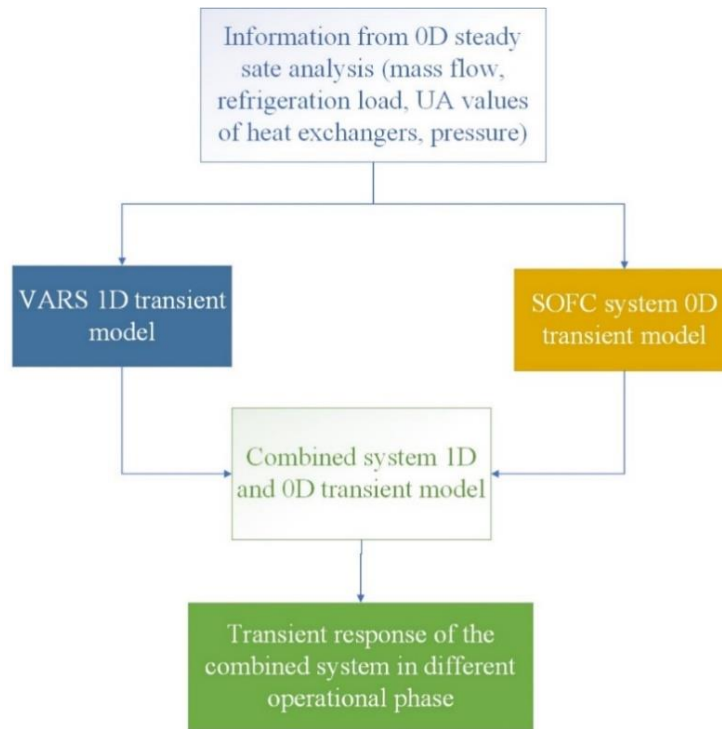 Information from 0D steady
sate analysis (mass flow,
refrigeration load, UA values
of heat exchangers, pressure)
VARS 1D transient
model
SOFC system 0D
transient model
Combined system 1D
and 0D transient model
Transient response of the
combined system in different
operational phase